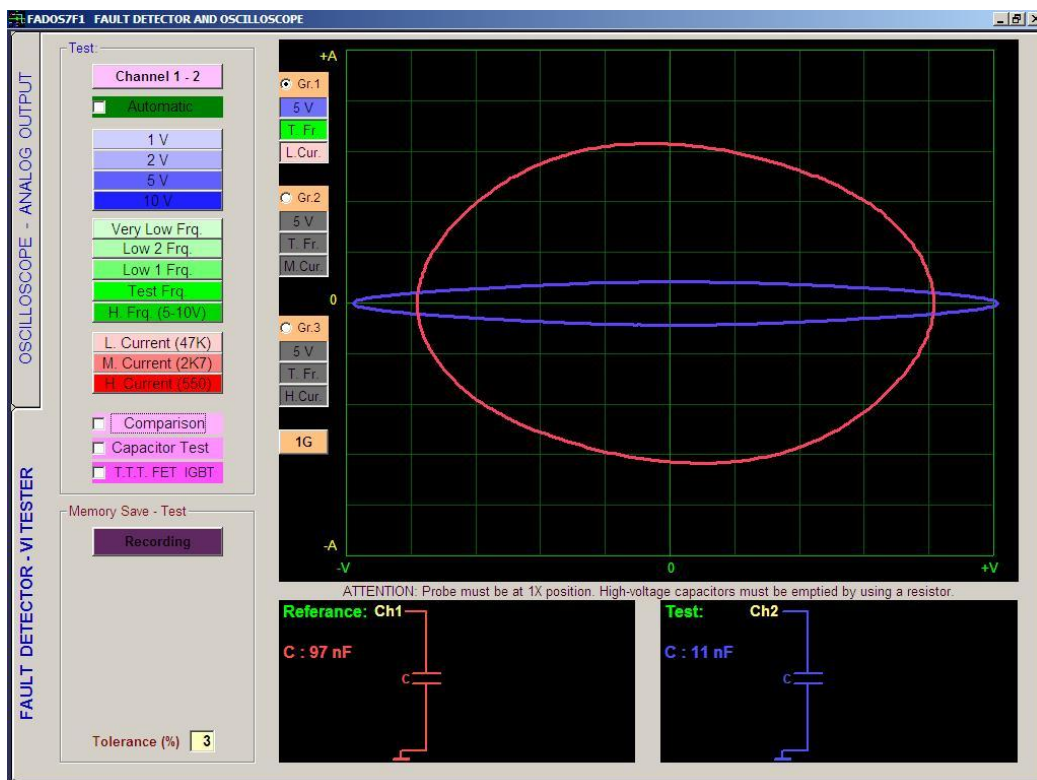 FADOS7F1 FAULT DETECTOR AND OSCILLOSCOPE
OSCILLOSCOPE - ANALOG OUTPUT
FAULT DETECTOR - VI TESTER
Test:
Channel 1 - 2
Automatic
1 V
2 V
5 V
10 V
Very Low Frq.
Low 2 Frq.
Low 1 Frq.
Test Frq.
H. Frq. (5-10V)
L. Current (47K)
M. Current (2K7)
H. Current (550)
Comparison
Capacitor Test
T.T.T. FET IGBT
Memory Save - Test
Recording
Tolerance (%) 3
Gr.1
5 V
T. Fr.
L.Cur.
Gr.2
5 V
T. Fr.
M.Cur.
Gr.3
5 V
T. Fr.
H.Cur.
1G
+A
0
-A
-V
0
+V
ATTENTION: Probe must be at 1X position. High-voltage capacitors must be emptied by using a resistor.
Referance: Ch1
C : 97 nF
C
Test: Ch2
C : 11 nF
C